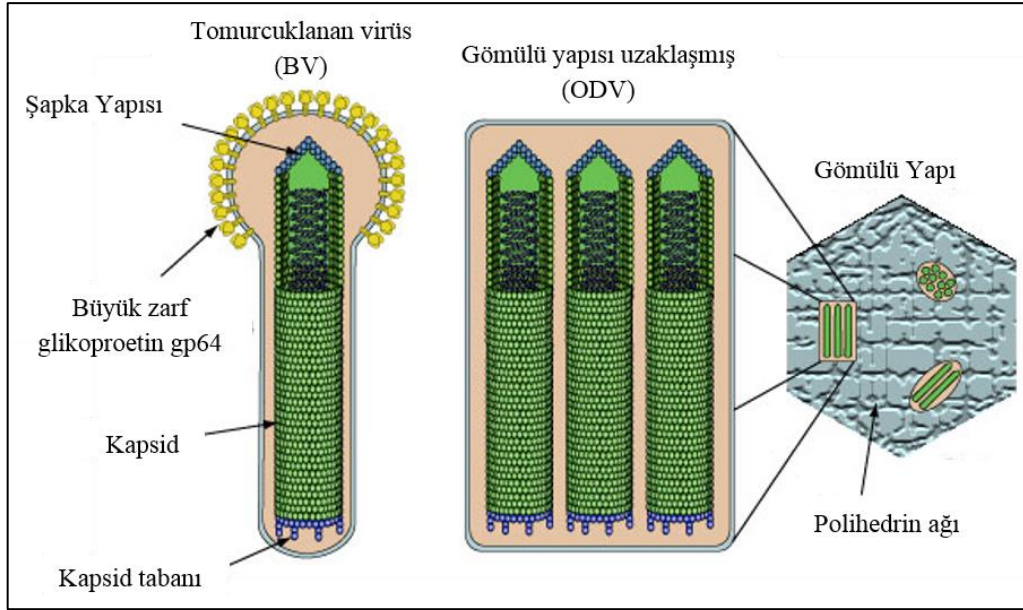 Tomurcuklanan virüs
(BV)
Gömülü yapısı uzaklaşmış
(ODV)
Şapka Yapısı
Gömülü Yapı
Büyük zarf
glikoproetin gp64
Kapsid
Polihedrin ağı
Kapsid tabanı